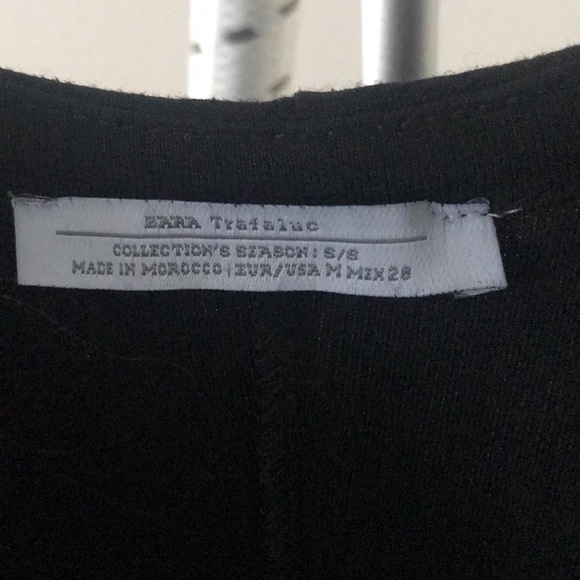 ZARA Trafaluc
COLLECTION'S SEASON: S/S
MADE IN MOROCCO | EUR/USA M MEX 28